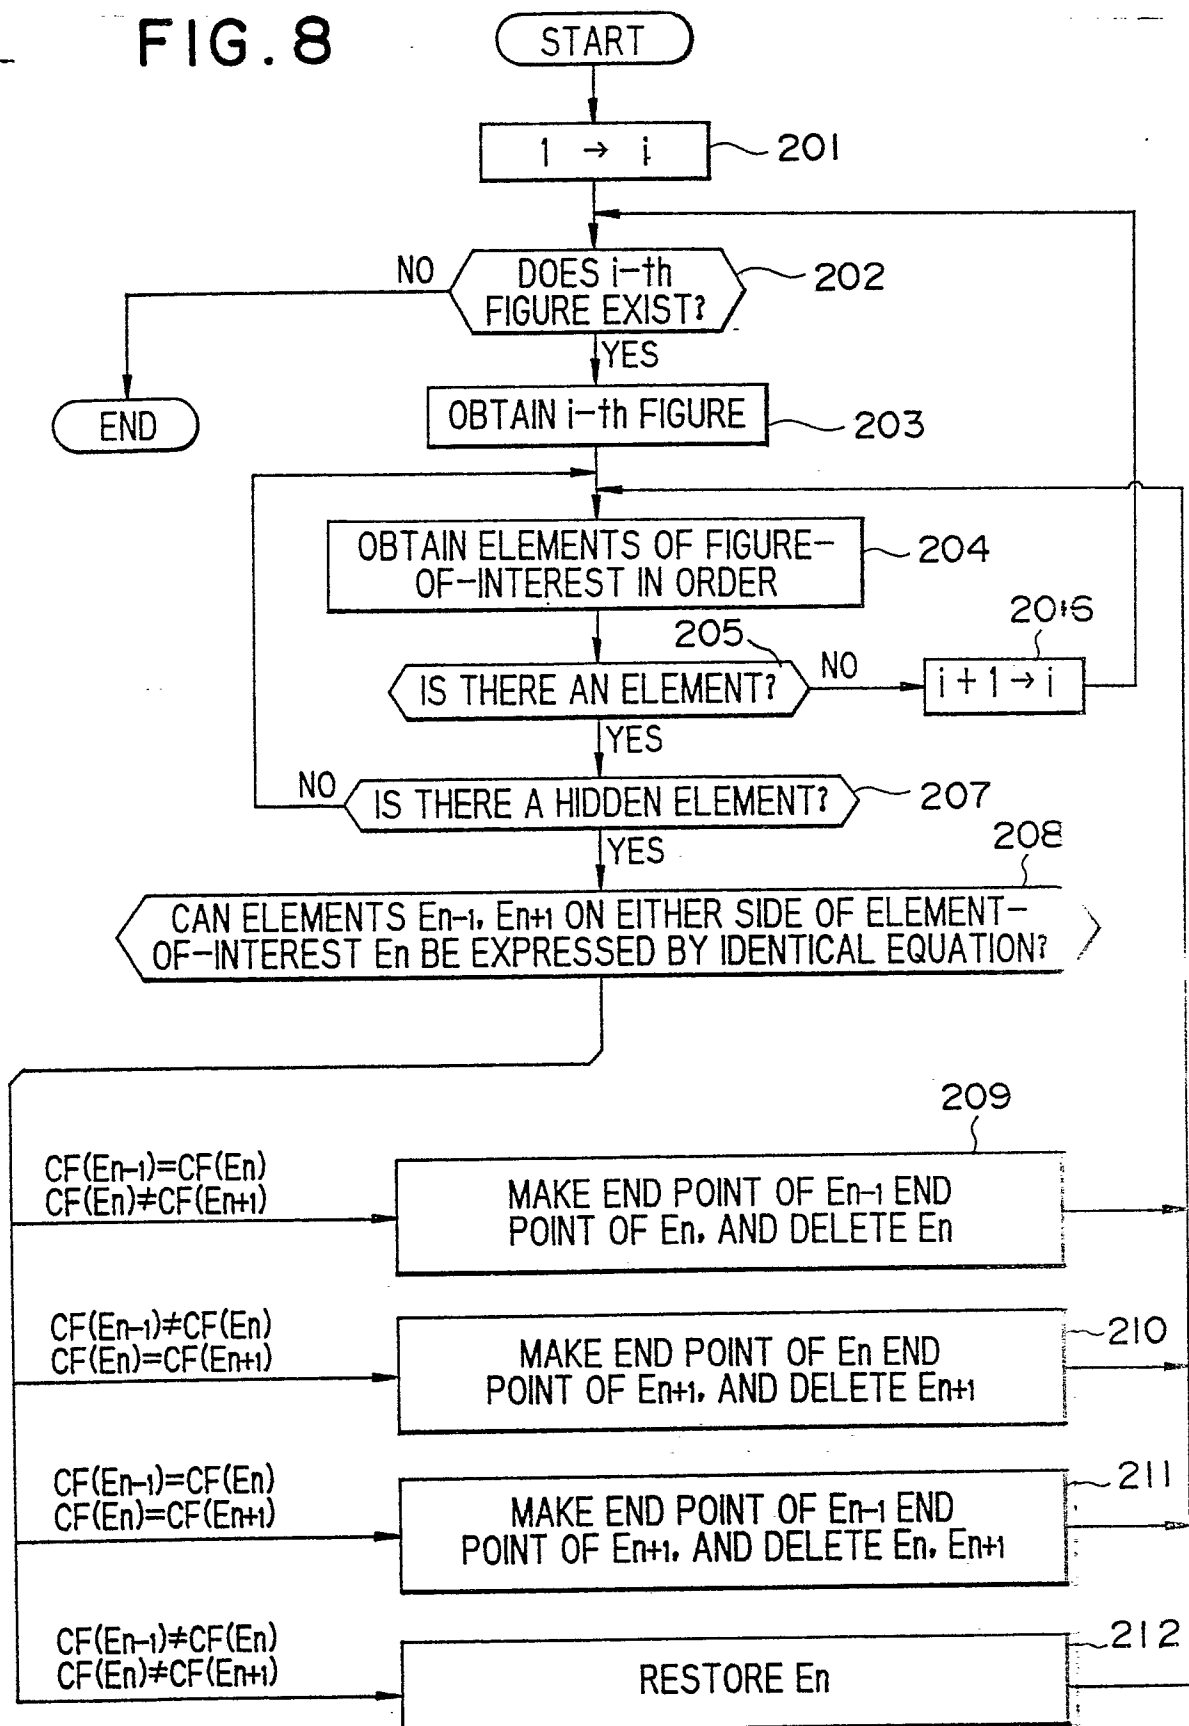 FIG. 8
START
1 → i
201
DOES i-th
FIGURE EXIST?
202
NO
YES
END
OBTAIN i-th FIGURE
203
OBTAIN ELEMENTS OF FIGURE-
OF-INTEREST IN ORDER
204
205
IS THERE AN ELEMENT?
NO
206
i + 1 → i
YES
NO
IS THERE A HIDDEN ELEMENT?
207
YES
208
CAN ELEMENTS En-1, En+1 ON EITHER SIDE OF ELEMENT-
OF-INTEREST En BE EXPRESSED BY IDENTICAL EQUATION?
209
CF(En-1)=CF(En)
CF(En)≠CF(En+1)
MAKE END POINT OF En-1 END
POINT OF En, AND DELETE En
CF(En-1)≠CF(En)
CF(En)=CF(En+1)
MAKE END POINT OF En END
POINT OF En+1, AND DELETE En+1
210
CF(En-1)=CF(En)
CF(En)=CF(En+1)
MAKE END POINT OF En-1 END
POINT OF En+1, AND DELETE En, En+1
211
CF(En-1)≠CF(En)
CF(En)≠CF(En+1)
RESTORE En
212